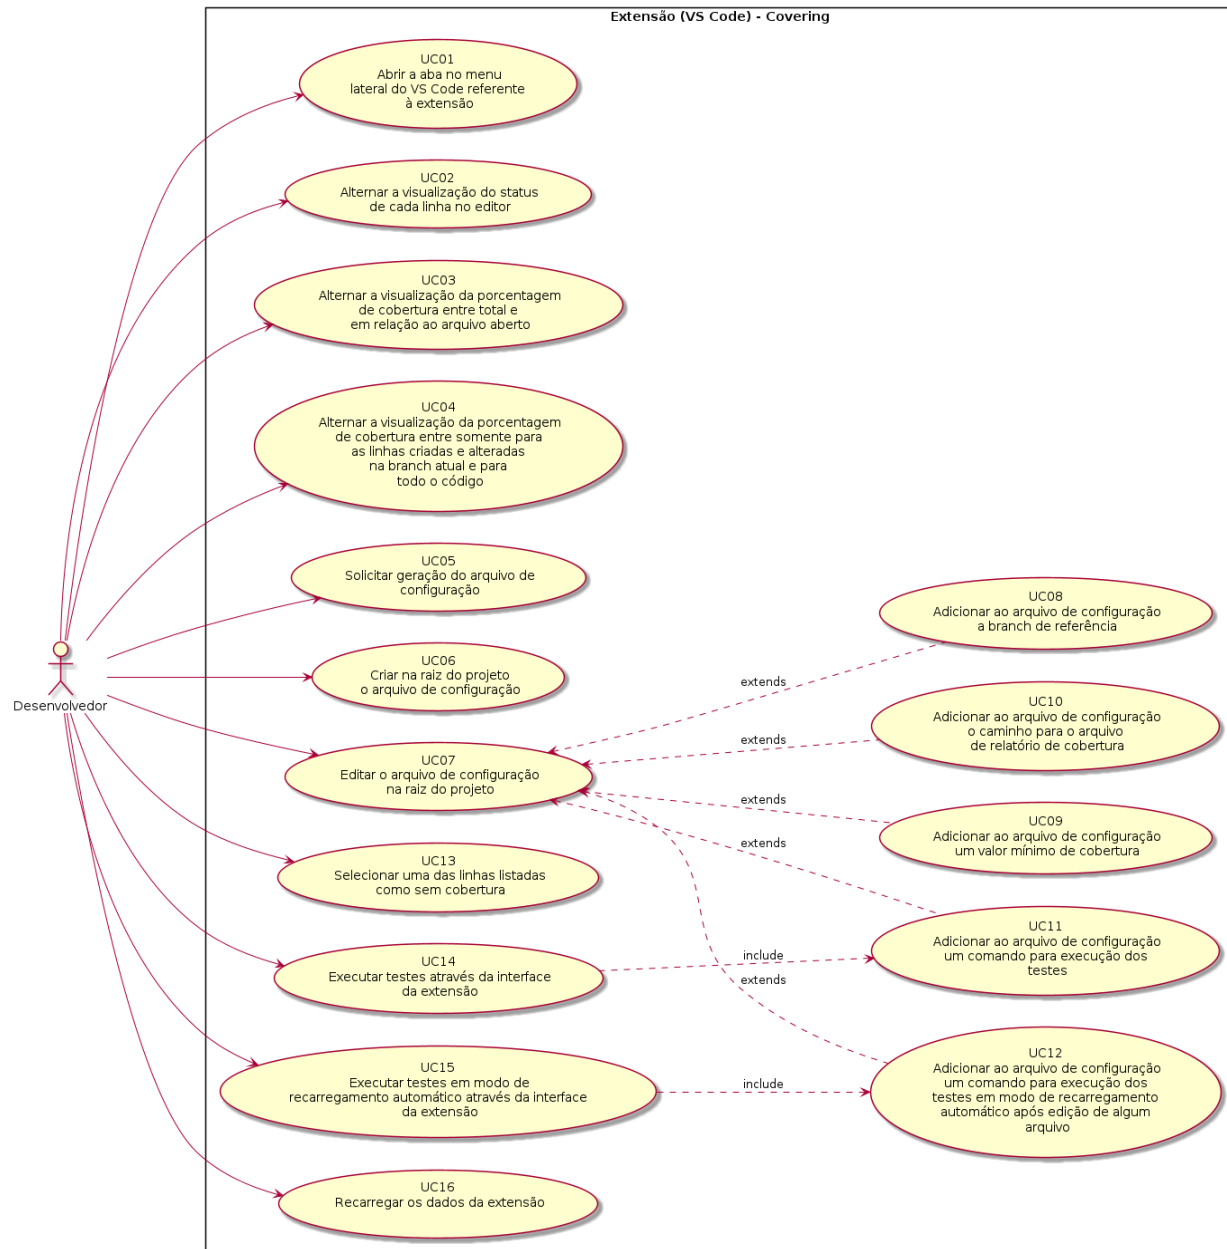 Extensão (VS Code) - Covering
UC01
Abrir a aba no menu
lateral do VS Code referente
à extensão
UC02
Alternar a visualização do status
de cada linha no editor
UC03
Alternar a visualização da porcentagem
de cobertura entre total e
em relação ao arquivo aberto
UC04
Alternar a visualização da porcentagem
de cobertura entre somente para
as linhas criadas e alteradas
na branch atual e para
todo o código
UC05
Solicitar geração do arquivo de
configuração
UC06
Criar na raiz do projeto
o arquivo de configuração
Desenvolvedor
UC07
Editar o arquivo de configuração
na raiz do projeto
UC13
Selecionar uma das linhas listadas
como sem cobertura
UC14
Executar testes através da interface
da extensão
UC15
Executar testes em modo de
recarregamento automático através da interface
da extensão
UC16
Recarregar os dados da extensão
extends
extends
extends
extends
include
extends
include
UC08
Adicionar ao arquivo de configuração
a branch de referência
UC10
Adicionar ao arquivo de configuração
o caminho para o arquivo
de relatório de cobertura
UC09
Adicionar ao arquivo de configuração
um valor mínimo de cobertura
UC11
Adicionar ao arquivo de configuração
um comando para execução dos
testes
UC12
Adicionar ao arquivo de configuração
um comando para execução dos
testes em modo de recarregamento
automático após edição de algum
arquivo